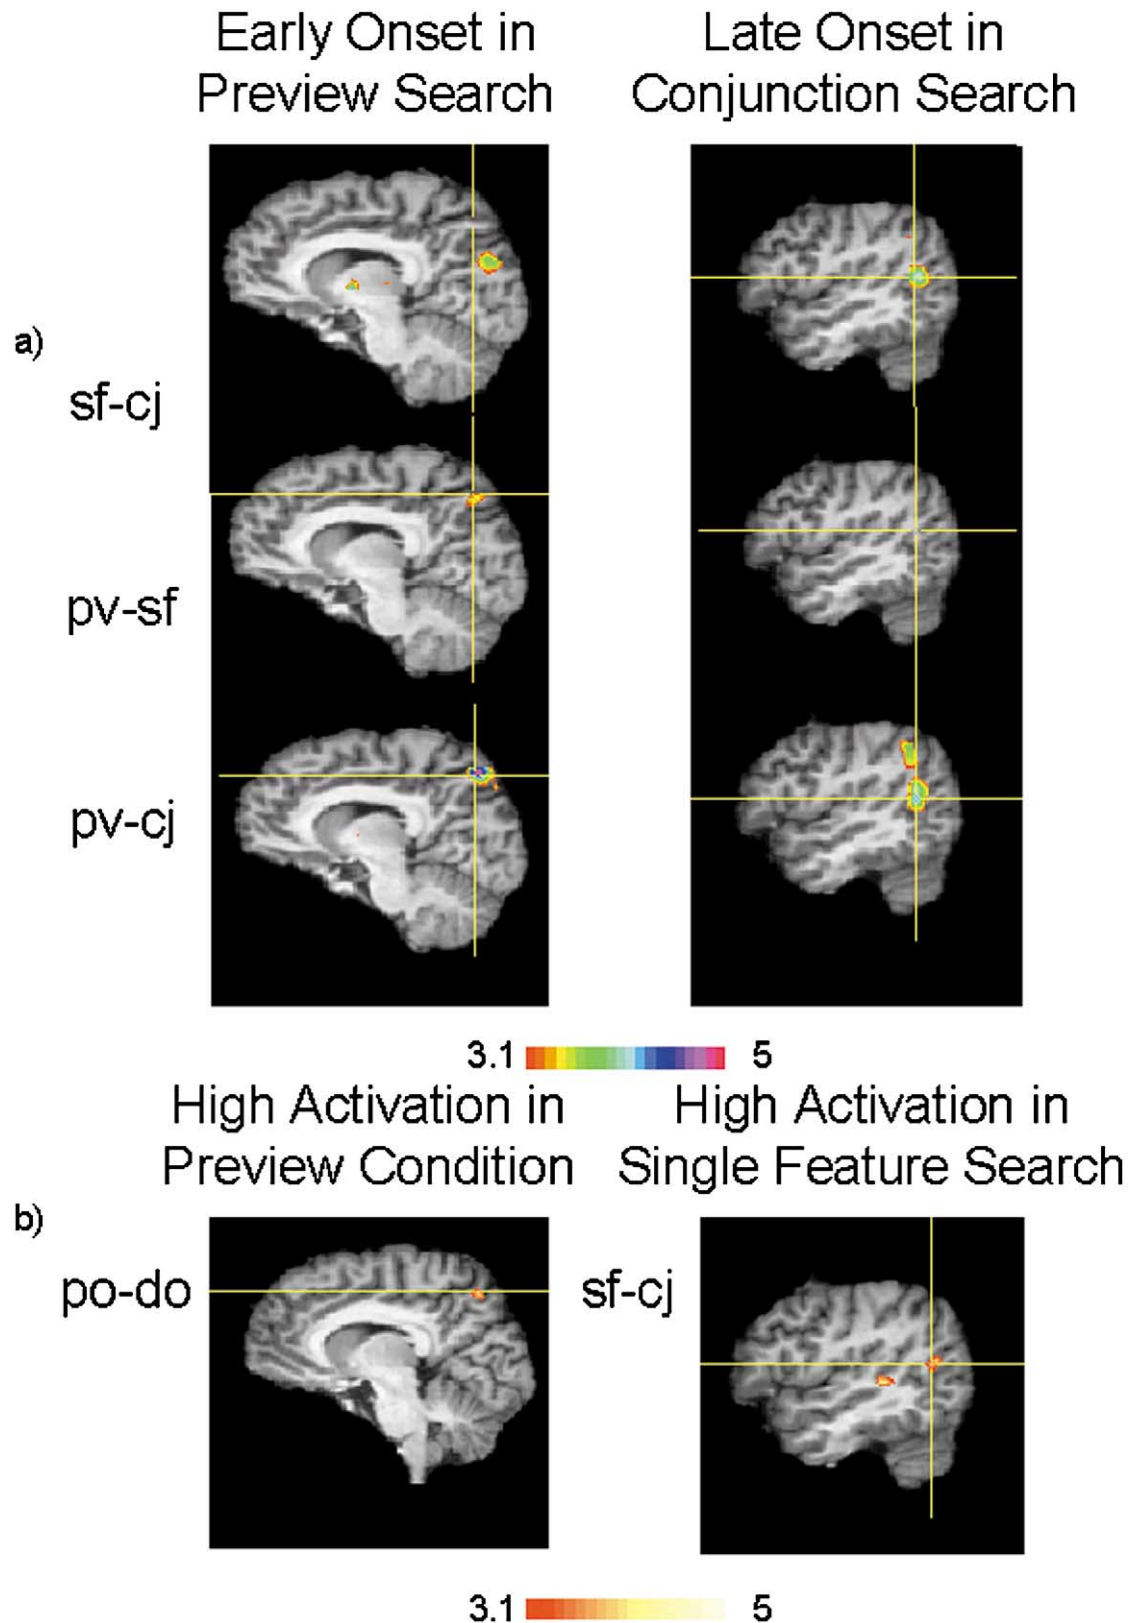 Early Onset in
Preview Search
Late Onset in
Conjunction Search
a)
sf-cj
pv-sf
pv-cj
3.1 5
High Activation in
Preview Condition
High Activation in
Single Feature Search
b)
po-do
sf-cj
3.1 5